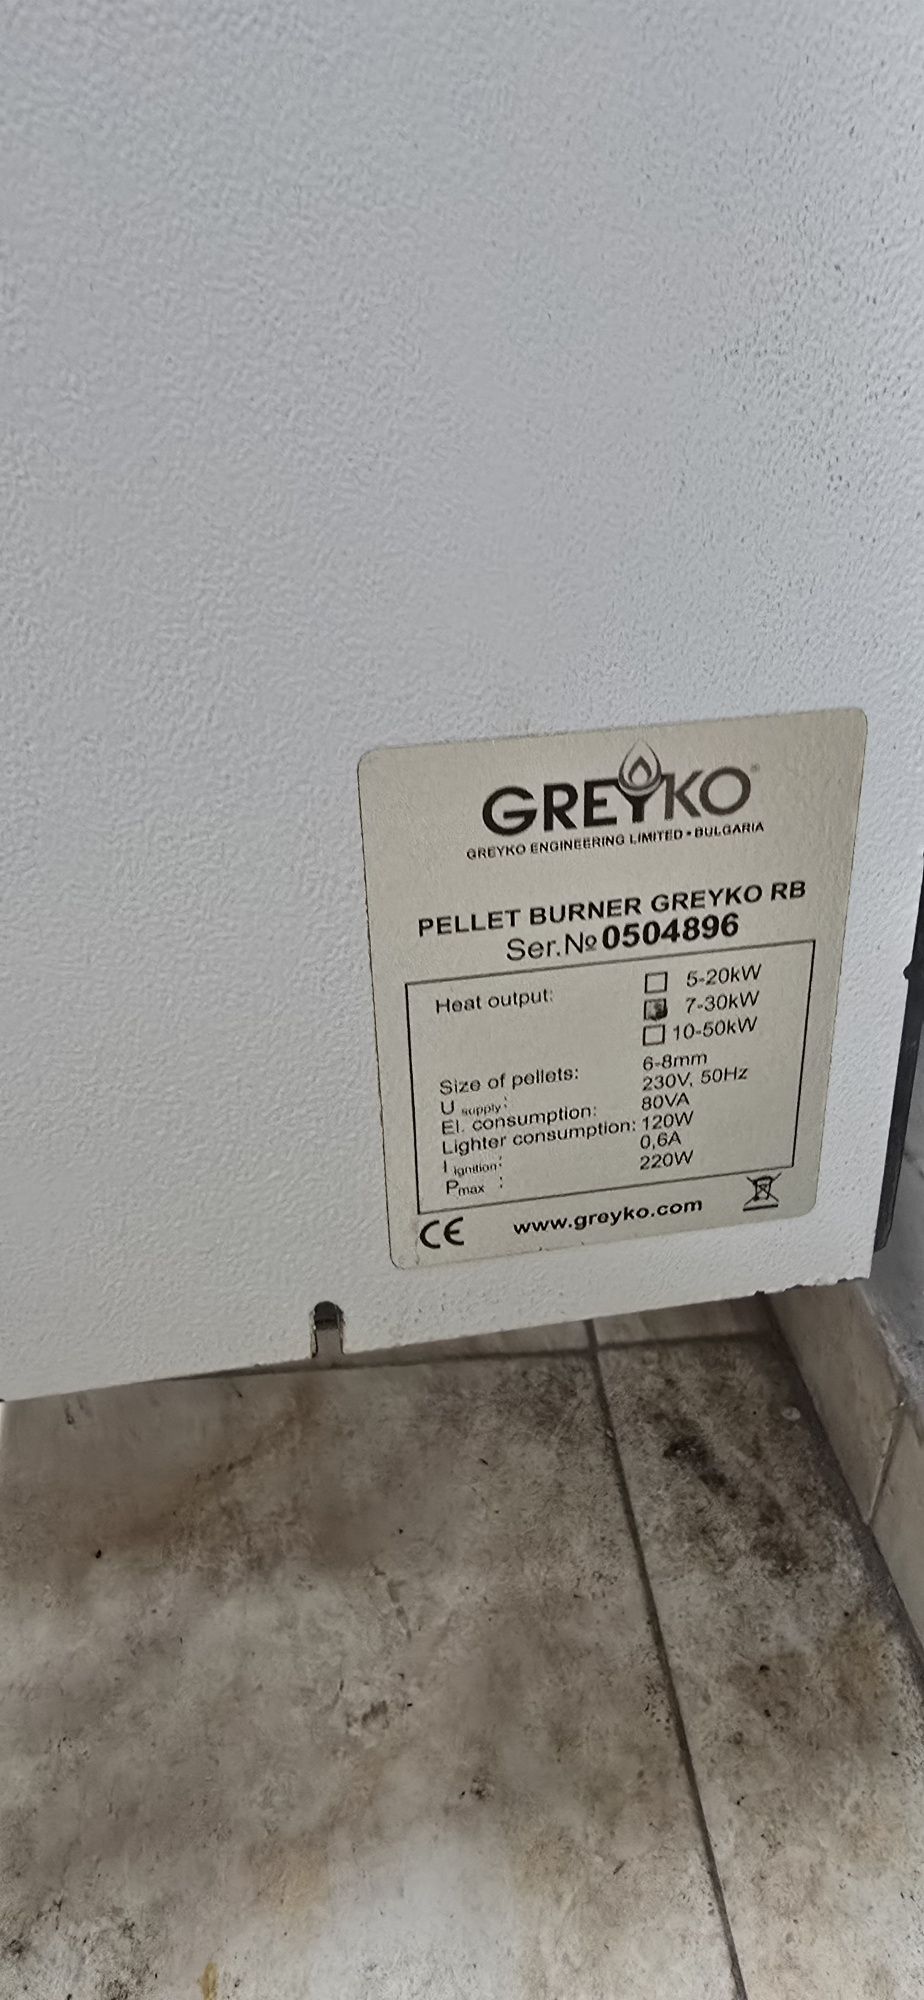 GREYKO®
GREYKO ENGINEERING LIMITED • BULGARIA
PELLET BURNER GREYKO RB
Ser.№ 0504896
Heat output: 5-20kW
7-30kW
10-50kW
Size of pellets: 6-8mm
U supply: 230V, 50Hz
El. consumption: 80VA
Lighter consumption: 120W
I ignition: 0,6A
Pmax : 220W
CE www.greyko.com